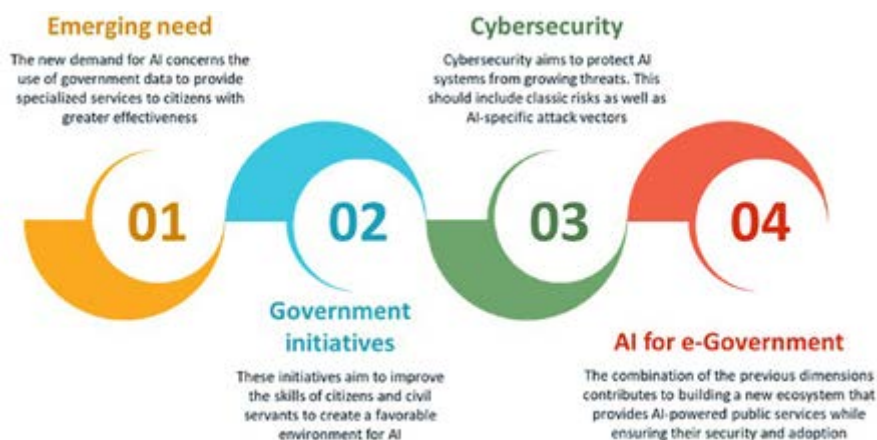 Emerging need
The new demand for AI concerns the
use of government data to provide
specialized services to citizens with
greater effectiveness
01
02
Government
initiatives
These initiatives aim to improve
the skills of citizens and civil
servants to create a favorable
environment for AI
Cybersecurity
Cybersecurity aims to protect AI
systems from growing threats. This
should include classic risks as well as
AI-specific attack vectors
03
04
AI for e-Government
The combination of the previous dimensions
contributes to building a new ecosystem that
provides AI-powered public services while
ensuring their security and adoption